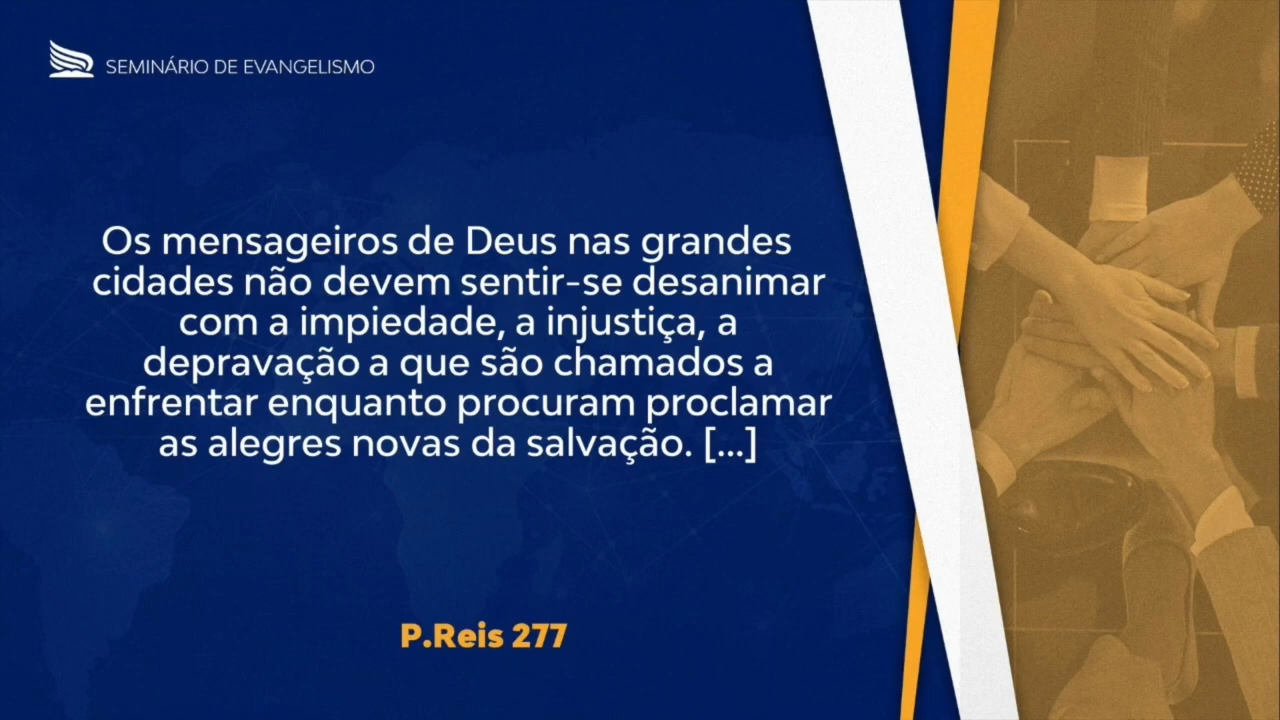 SEMINÁRIO DE EVANGELISMO
Os mensageiros de Deus nas grandes
cidades não devem sentir-se desanimar
com a impiedade, a injustiça, a
depravação a que são chamados a
enfrentar enquanto procuram proclamar
as alegres novas da salvação. [...]
P.Reis 277